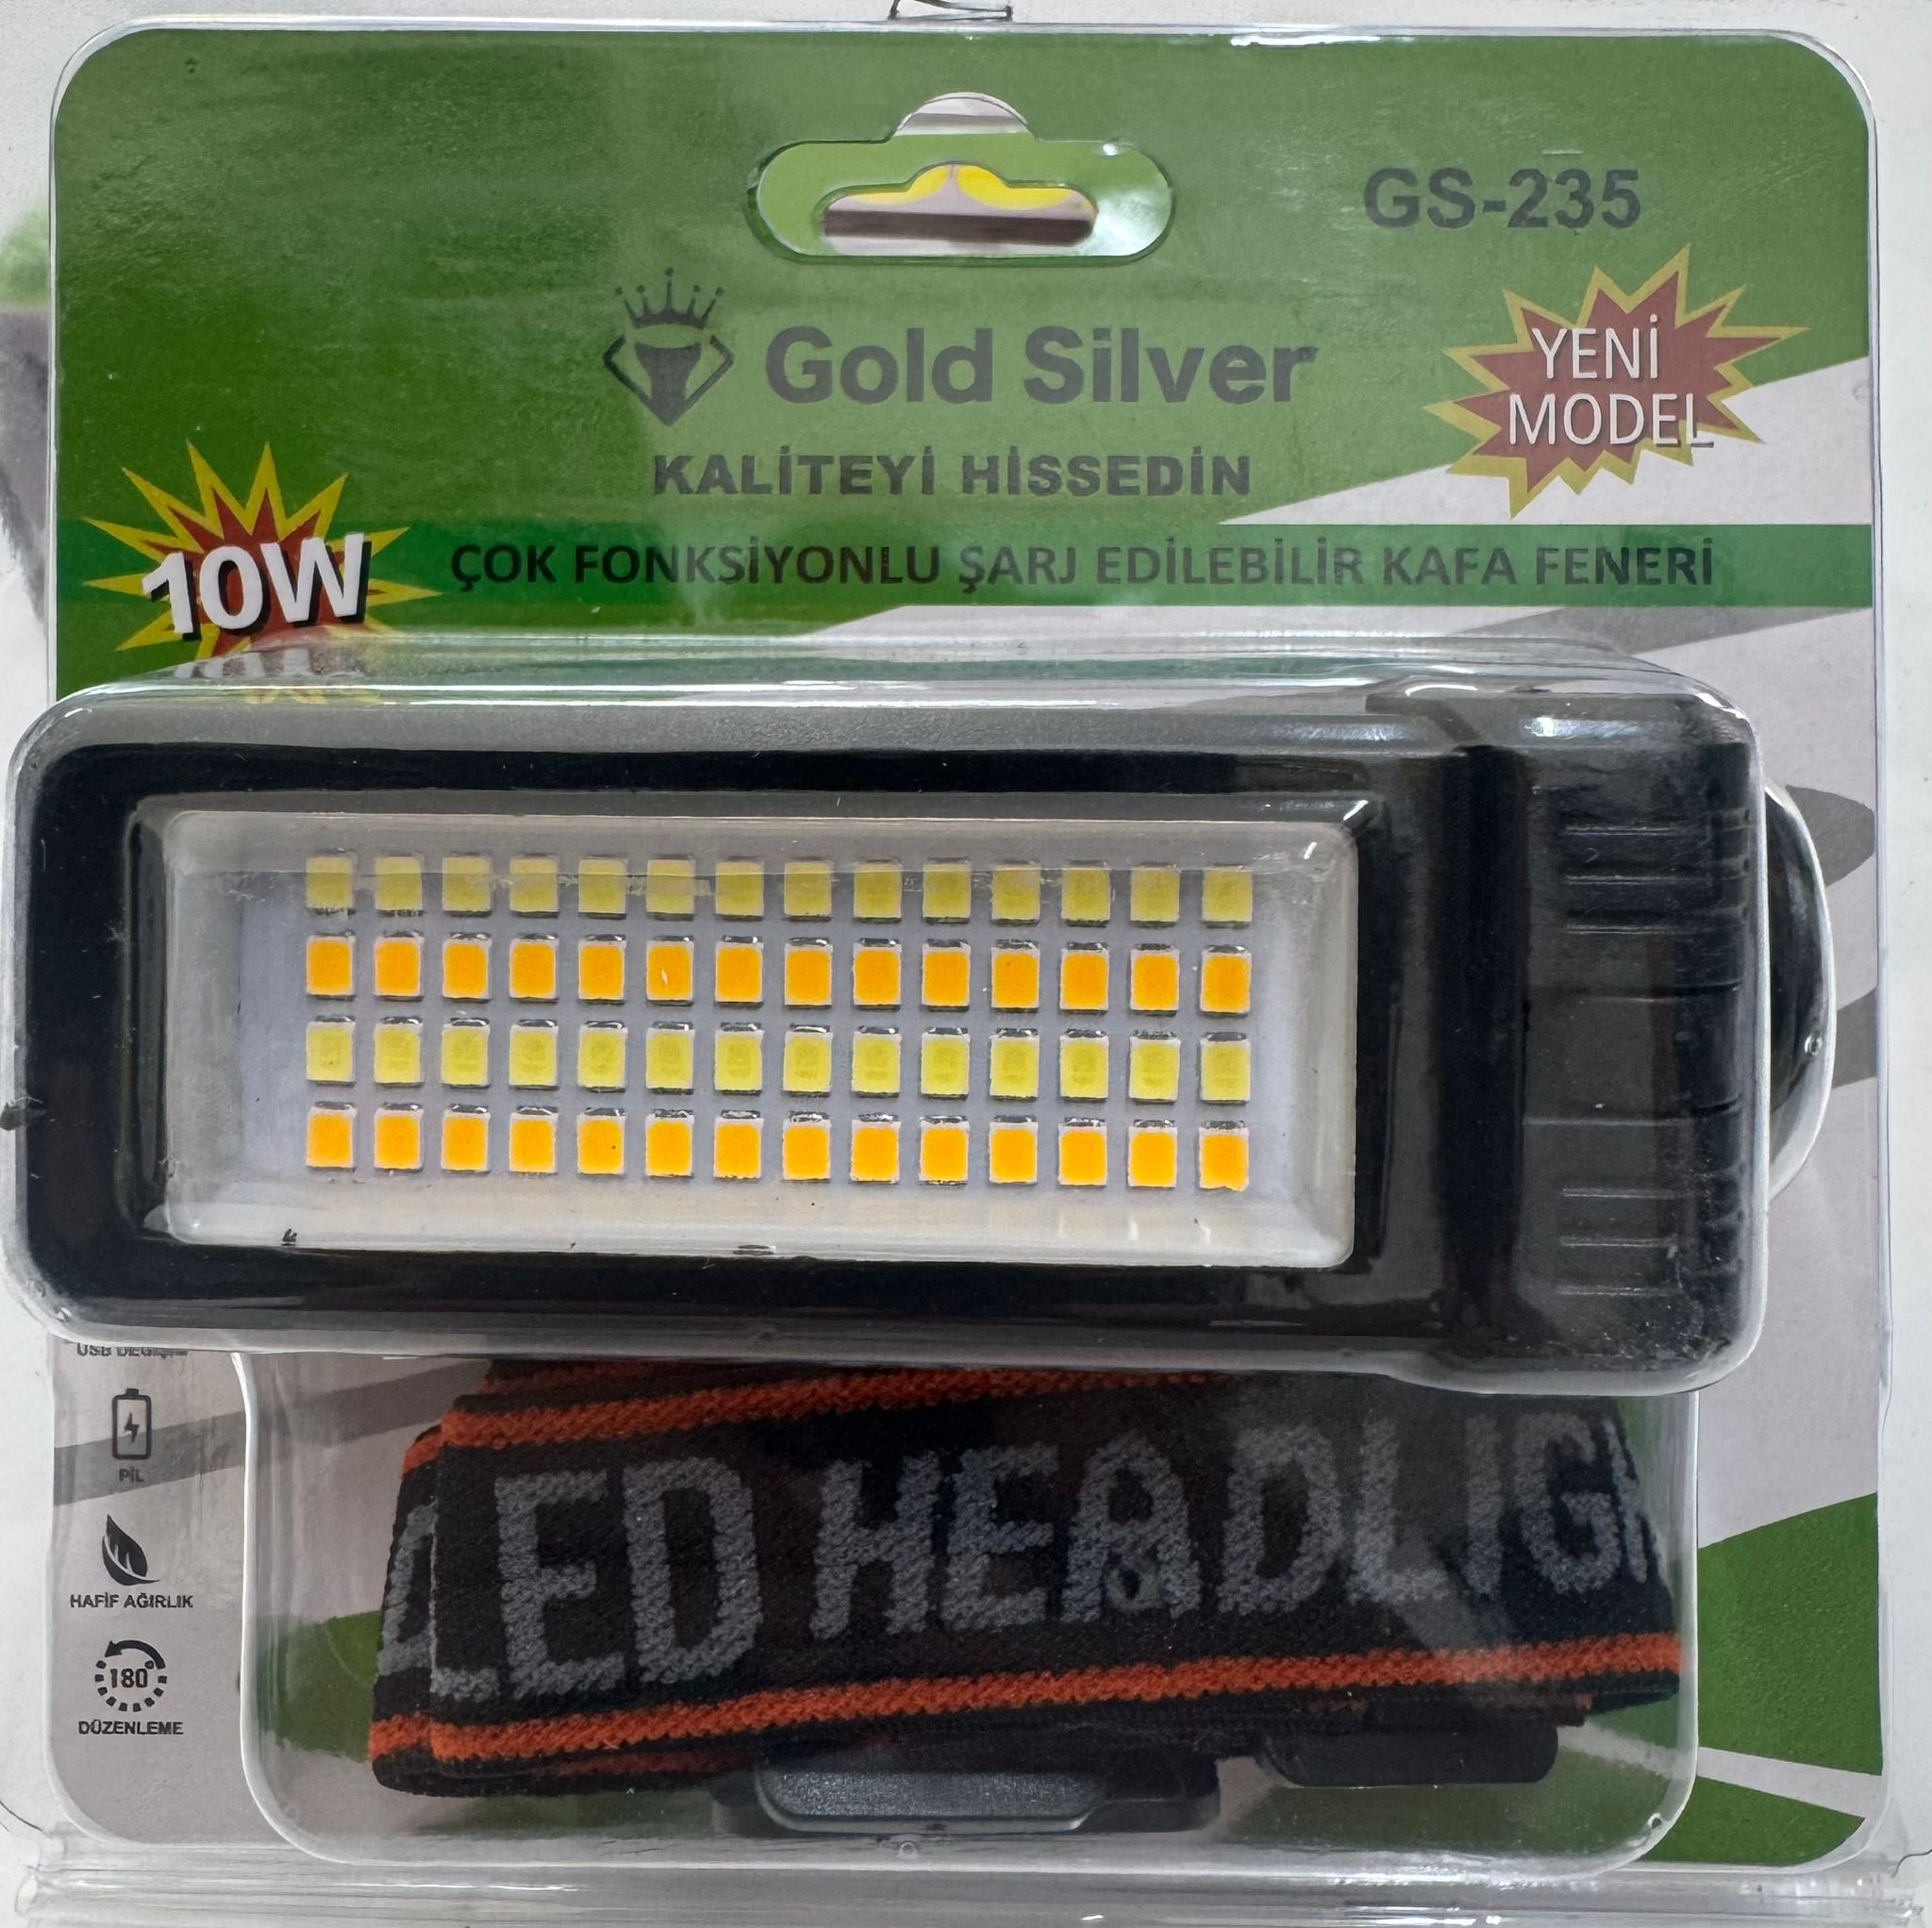 GS-235
Gold Silver
YENİ
MODEL
KALİTEYİ HİSSEDİN
10W
ÇOK FONKSİYONLU ŞARJ EDİLEBİLİR KAFA FENERİ
USB
PİL
HAFİF AĞIRLIK
180°
DÜZENLEME
LED HEADLIG